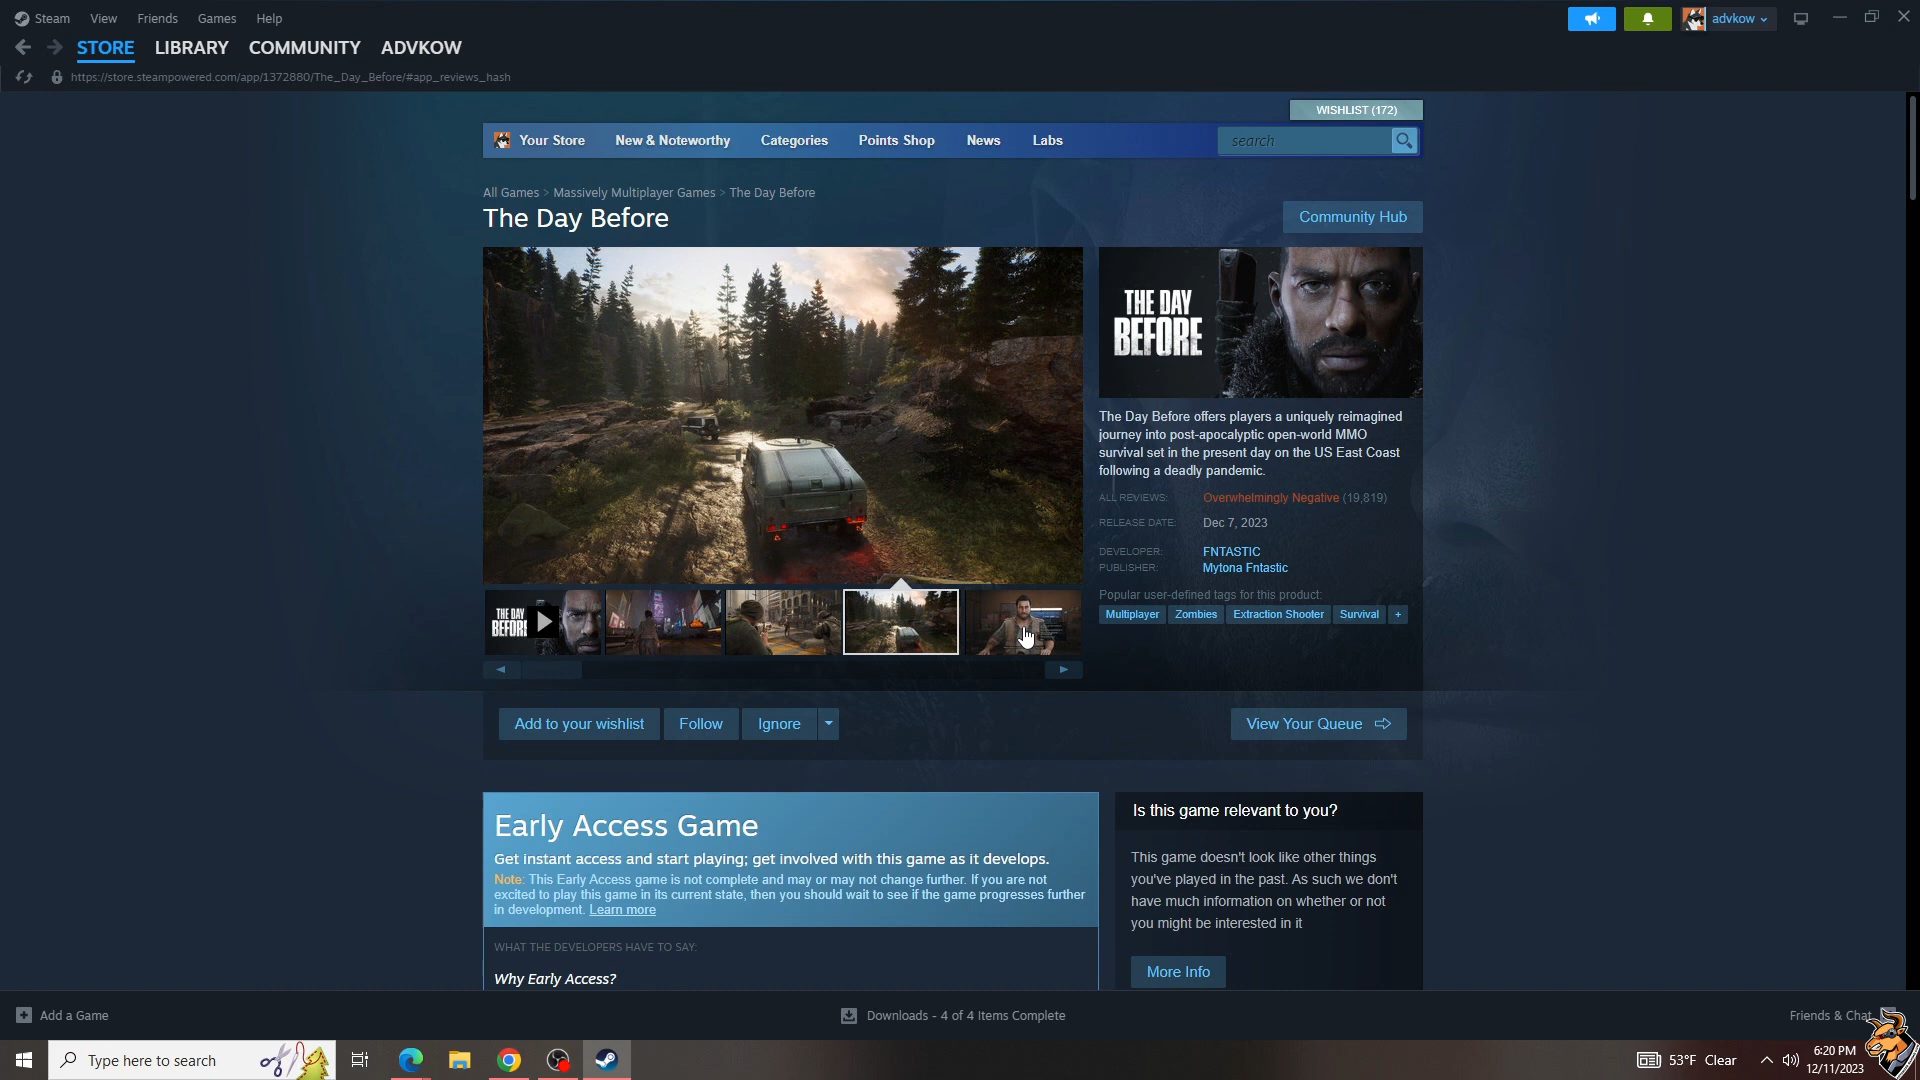 Steam View Friends Games Help
advkow
STORE LIBRARY COMMUNITY ADVKOW
https://store.steampowered.com/app/1372880/The_Day_Before/#app_reviews_hash
WISHLIST (172)
Your Store New & Noteworthy Categories Points Shop News Labs
search
All Games > Massively Multiplayer Games > The Day Before
The Day Before
Community Hub
THE DAY
BEFORE
The Day Before offers players a uniquely reimagined
journey into post-apocalyptic open-world MMO
survival set in the present day on the US East Coast
following a deadly pandemic.
ALL REVIEWS: Overwhelmingly Negative (19,819)
RELEASE DATE: Dec 7, 2023
DEVELOPER: FNTASTIC
PUBLISHER: Mytona Fntastic
Popular user-defined tags for this product:
Multiplayer Zombies Extraction Shooter Survival +
THE DAY
BEFORE
Add to your wishlist Follow Ignore View Your Queue
Early Access Game
Get instant access and start playing; get involved with this game as it develops.
Note: This Early Access game is not complete and may or may not change further. If you are not
excited to play this game in its current state, then you should wait to see if the game progresses further
in development. Learn more
WHAT THE DEVELOPERS HAVE TO SAY:
Why Early Access?
Is this game relevant to you?
This game doesn't look like other things
you've played in the past. As such we don't
have much information on whether or not
you might be interested in it
More Info
Add a Game
Downloads - 4 of 4 Items Complete
Friends & Chat
Type here to search
53°F Clear
6:20 PM
12/11/2023